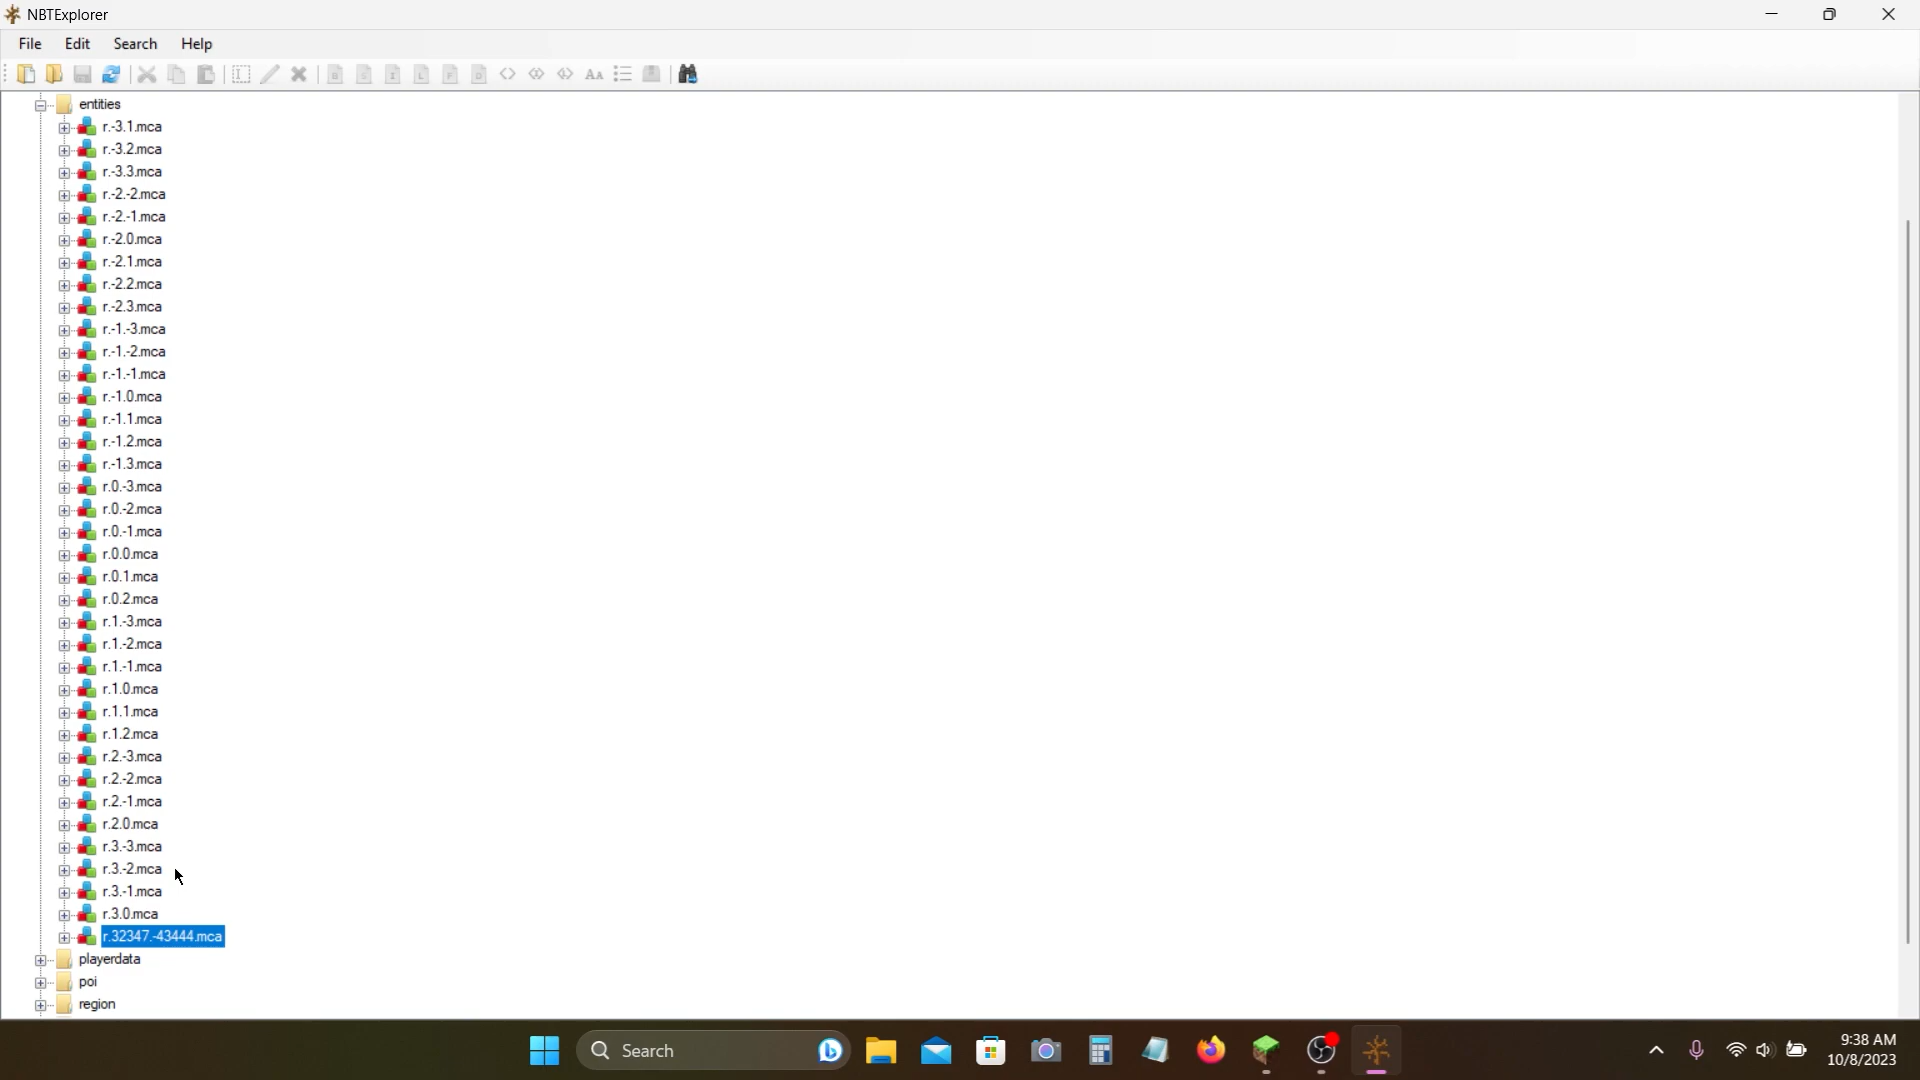 NBTExplorer
File Edit Search Help
entities
r.-3.1.mca
r.-3.2.mca
r.-3.3.mca
r.-2.-2.mca
r.-2.-1.mca
r.-2.0.mca
r.-2.1.mca
r.-2.2.mca
r.-2.3.mca
r.-1.-3.mca
r.-1.-2.mca
r.-1.-1.mca
r.-1.0.mca
r.-1.1.mca
r.-1.2.mca
r.-1.3.mca
r.0.-3.mca
r.0.-2.mca
r.0.-1.mca
r.0.0.mca
r.0.1.mca
r.0.2.mca
r.1.-3.mca
r.1.-2.mca
r.1.-1.mca
r.1.0.mca
r.1.1.mca
r.1.2.mca
r.2.-3.mca
r.2.-2.mca
r.2.-1.mca
r.2.0.mca
r.3.-3.mca
r.3.-2.mca
r.3.-1.mca
r.3.0.mca
r.32347.-43444.mca
playerdata
poi
region
Search
9:38 AM
10/8/2023